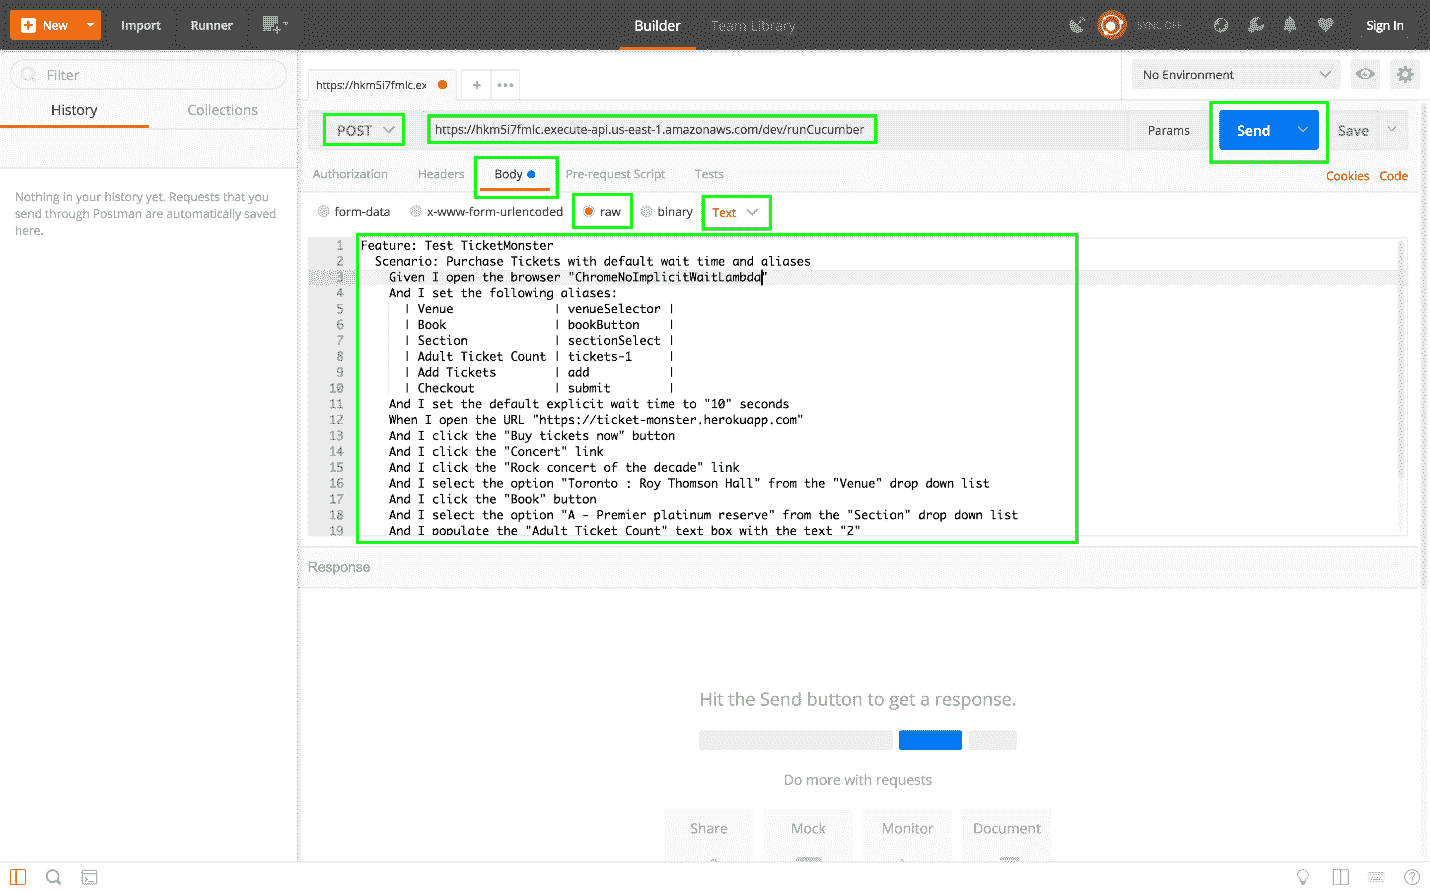 New Import Runner Builder Team Library SYNC OFF Sign In
Filter
History Collections
Nothing in your history yet. Requests that you
send through Postman are automatically saved
here.
https://hkm5i7fmlc.ex + ••• No Environment
POST https://hkm5i7fmlc.execute-api.us-east-1.amazonaws.com/dev/runCucumber Params Send Save
Authorization Headers Body Pre-request Script Tests Cookies Code
form-data x-www-form-urlencoded raw binary Text
1 Feature: Test TicketMonster
2 Scenario: Purchase Tickets with default wait time and aliases
3 Given I open the browser "ChromeNoImplicitWaitLambda"
4 And I set the following aliases:
5 | Venue | venueSelector |
6 | Book | bookButton |
7 | Section | sectionSelect |
8 | Adult Ticket Count | tickets-1 |
9 | Add Tickets | add |
10 | Checkout | submit |
11 And I set the default explicit wait time to "10" seconds
12 When I open the URL "https://ticket-monster.herokuapp.com"
13 And I click the "Buy tickets now" button
14 And I click the "Concert" link
15 And I click the "Rock concert of the decade" link
16 And I select the option "Toronto : Roy Thomson Hall" from the "Venue" drop down list
17 And I click the "Book" button
18 And I select the option "A - Premier platinum reserve" from the "Section" drop down list
19 And I populate the "Adult Ticket Count" text box with the text "2"
Response
Hit the Send button to get a response.
Do more with requests
Share Mock Monitor Document